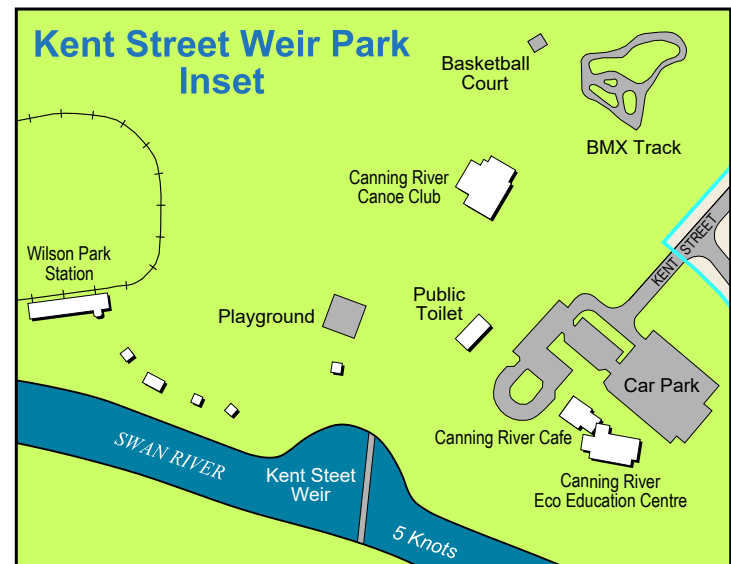 Kent Street Weir Park
Inset
Basketball
Court
BMX Track
Canning River
Canoe Club
KENT STREET
Wilson Park
Station
Public
Toilet
Playground
Car Park
Canning River Cafe
SWAN RIVER
Kent Steet
Weir
Canning River
Eco Education Centre
5 Knots